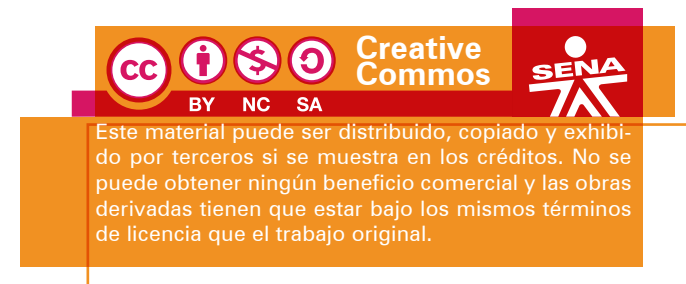 cc
Creative
Commos
SENA
BY NC SA
Este material puede ser distribuido, copiado y exhibi-
do por terceros si se muestra en los créditos. No se
puede obtener ningún beneficio comercial y las obras
derivadas tienen que estar bajo los mismos términos
de licencia que el trabajo original.